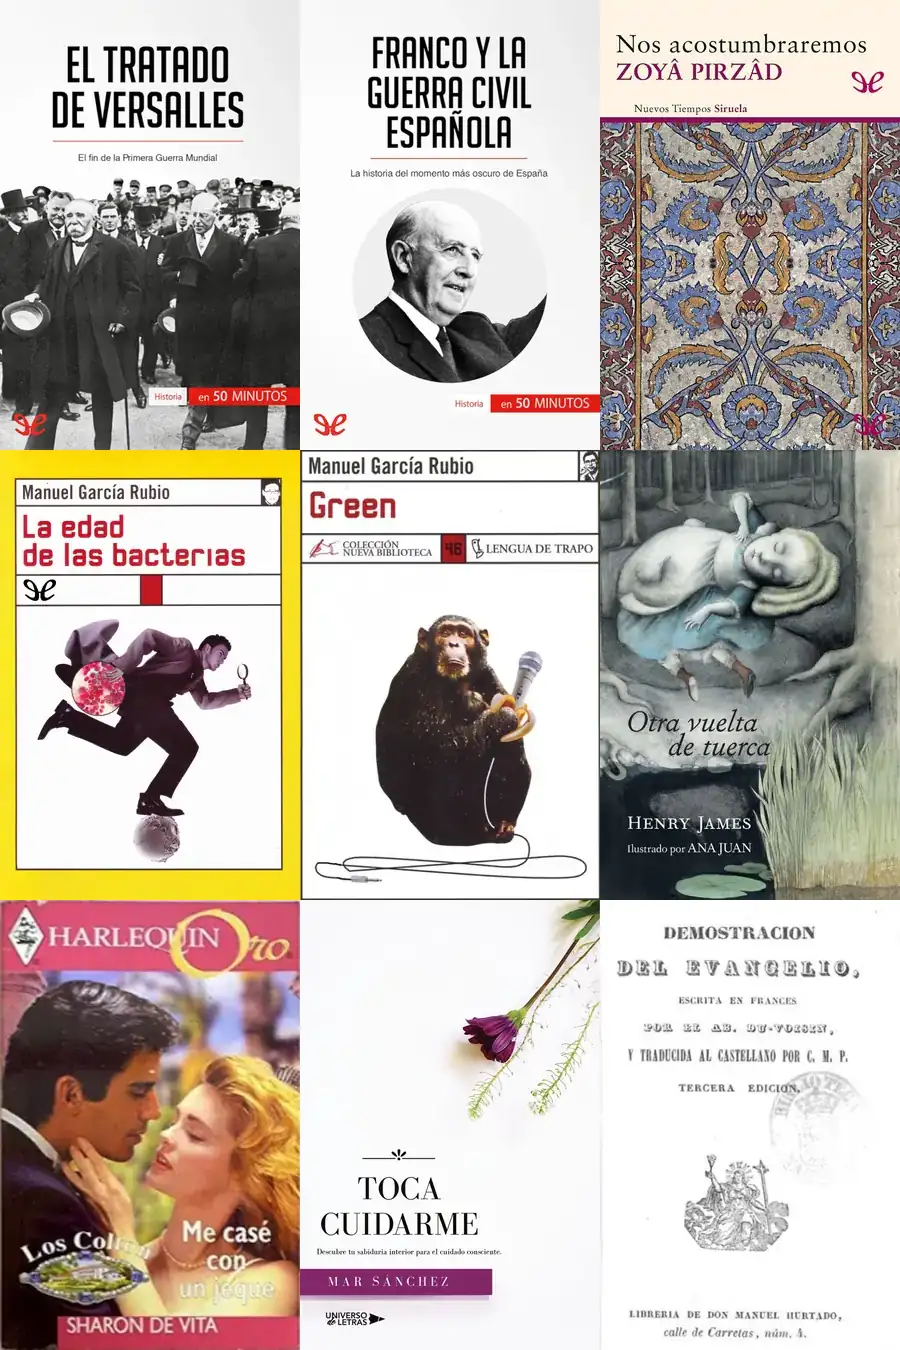 EL TRATADO
DE VERSALLES
El fin de la Primera Guerra Mundial
Historia
en 50 MINUTOS
FRANCO Y LA
GUERRA CIVIL
ESPAÑOLA
La historia del momento más oscuro de España
Historia
en 50 MINUTOS
Nos acostumbraremos
ZOYÂ PIRZÂD
Nuevos Tiempos Siruela
Manuel García Rubio
La edad
de las bacterias
Manuel García Rubio
Green
COLECCIÓN
NUEVA BIBLIOTECA
46
LENGUA DE TRAPO
Otra vuelta
de tuerca
HENRY JAMES
Ilustrado por ANA JUAN
HARLEQUIN ORO
Los Colton
Me casé
con
un jeque
SHARON DE VITA
TOCA
CUIDARME
Descubre tu sabiduría interior para el cuidado consciente.
MAR SÁNCHEZ
UNIVERSO
DE LETRAS
DEMOSTRACION
DEL EVANGELIO,
ESCRITA EN FRANCES
POR EL AB. DU-VOISIN,
Y TRADUCIDA AL CASTELLANO POR C. M. P.
TERCERA EDICION.
LIBRERIA DE DON MANUEL HURTADO,
calle de Carretas, núm. 4.